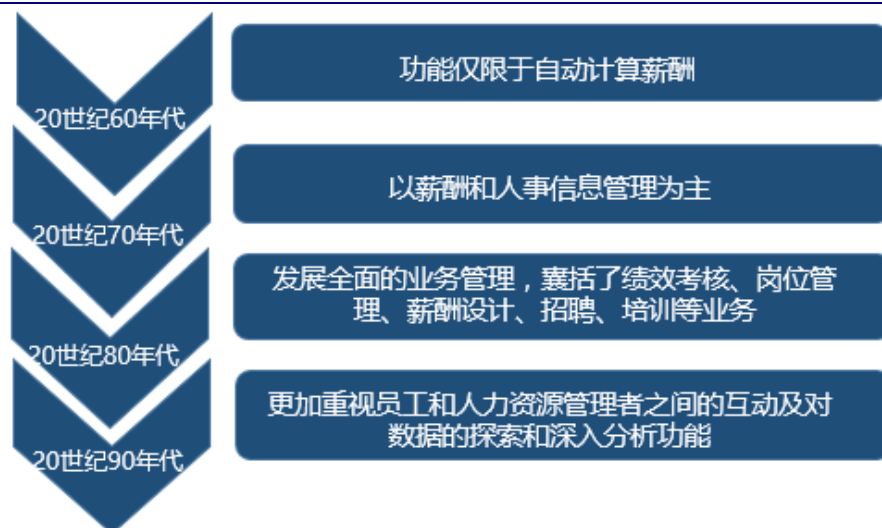 功能仅限于自动计算薪酬
20世纪60年代
以薪酬和人事信息管理为主
20世纪70年代
发展全面的业务管理，囊括了绩效考核、岗位管
理、薪酬设计、招聘、培训等业务
20世纪80年代
更加重视员工和人力资源管理者之间的互动及对
数据的探索和深入分析功能
20世纪90年代